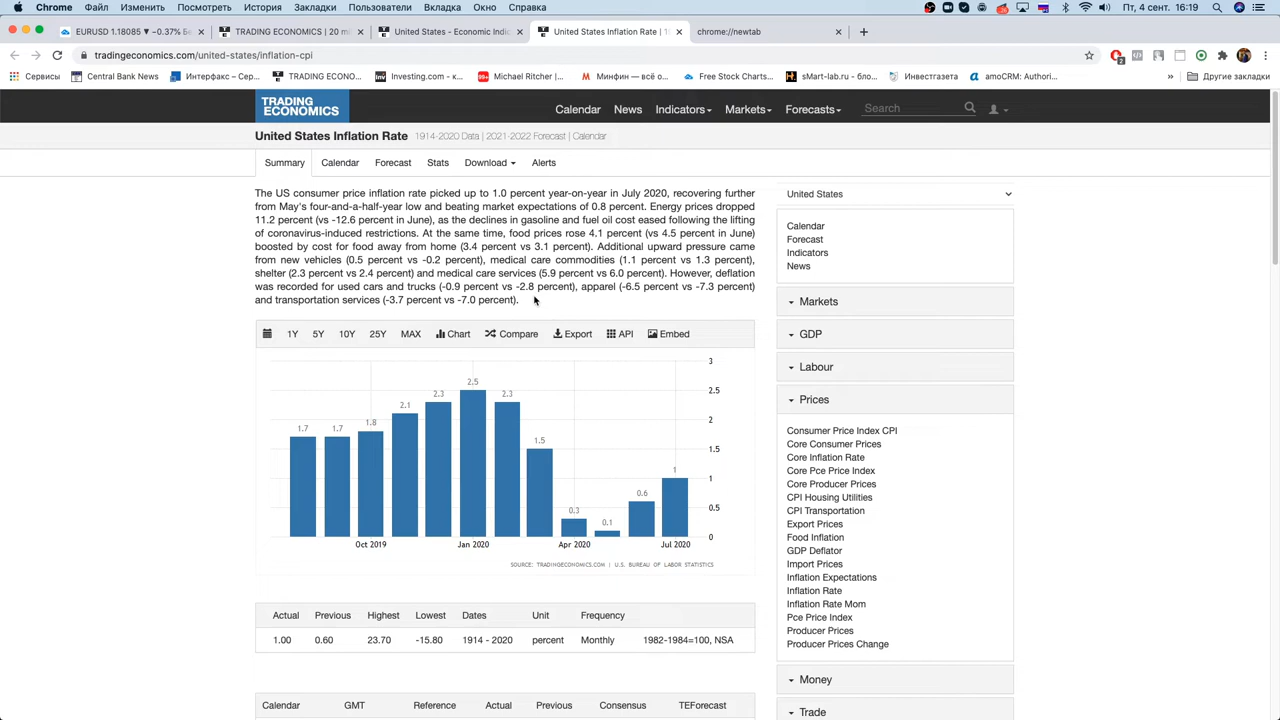 Chrome Файл Изменить Посмотреть История Закладки Пользователи Вкладка Окно Справка Пт, 4 сент. 16:19
EURUSD 1.18085 ▼ −0.37% Бе TRADING ECONOMICS | 20 mi United States - Economic Indic United States Inflation Rate | 1 chrome://newtab
tradingeconomics.com/united-states/inflation-cpi 2
Сервисы Central Bank News Интерфакс – Се... TRADING ECONO... Investing.com - к... Michael Ritcher |... Минфин — всё о... Free Stock Charts... sMart-lab.ru - бло... Инвестгазета amoCRM: Authori... » Другие закладки
TRADING
ECONOMICS
Calendar News Indicators Markets Forecasts Search
United States Inflation Rate 1914-2020 Data | 2021-2022 Forecast | Calendar
Summary Calendar Forecast Stats Download Alerts
The US consumer price inflation rate picked up to 1.0 percent year-on-year in July 2020, recovering further
from May's four-and-a-half-year low and beating market expectations of 0.8 percent. Energy prices dropped
11.2 percent (vs -12.6 percent in June), as the declines in gasoline and fuel oil cost eased following the lifting
of coronavirus-induced restrictions. At the same time, food prices rose 4.1 percent (vs 4.5 percent in June)
boosted by cost for food away from home (3.4 percent vs 3.1 percent). Additional upward pressure came
from new vehicles (0.5 percent vs -0.2 percent), medical care commodities (1.1 percent vs 1.3 percent),
shelter (2.3 percent vs 2.4 percent) and medical care services (5.9 percent vs 6.0 percent). However, deflation
was recorded for used cars and trucks (-0.9 percent vs -2.8 percent), apparel (-6.5 percent vs -7.3 percent)
and transportation services (-3.7 percent vs -7.0 percent).
1Y 5Y 10Y 25Y MAX Chart Compare Export API Embed
3
2.5
2
1.5
1
0.5
0
1.7 1.7 1.8 2.1 2.3 2.5 2.3 1.5 0.3 0.1 0.6 1
Oct 2019 Jan 2020 Apr 2020 Jul 2020
SOURCE: TRADINGECONOMICS.COM | U.S. BUREAU OF LABOR STATISTICS
Actual Previous Highest Lowest Dates Unit Frequency
1.00 0.60 23.70 -15.80 1914 - 2020 percent Monthly 1982-1984=100, NSA
Calendar GMT Reference Actual Previous Consensus TEForecast
United States
Calendar
Forecast
Indicators
News
Markets
GDP
Labour
Prices
Consumer Price Index CPI
Core Consumer Prices
Core Inflation Rate
Core Pce Price Index
Core Producer Prices
CPI Housing Utilities
CPI Transportation
Export Prices
Food Inflation
GDP Deflator
Import Prices
Inflation Expectations
Inflation Rate
Inflation Rate Mom
Pce Price Index
Producer Prices
Producer Prices Change
Money
Trade